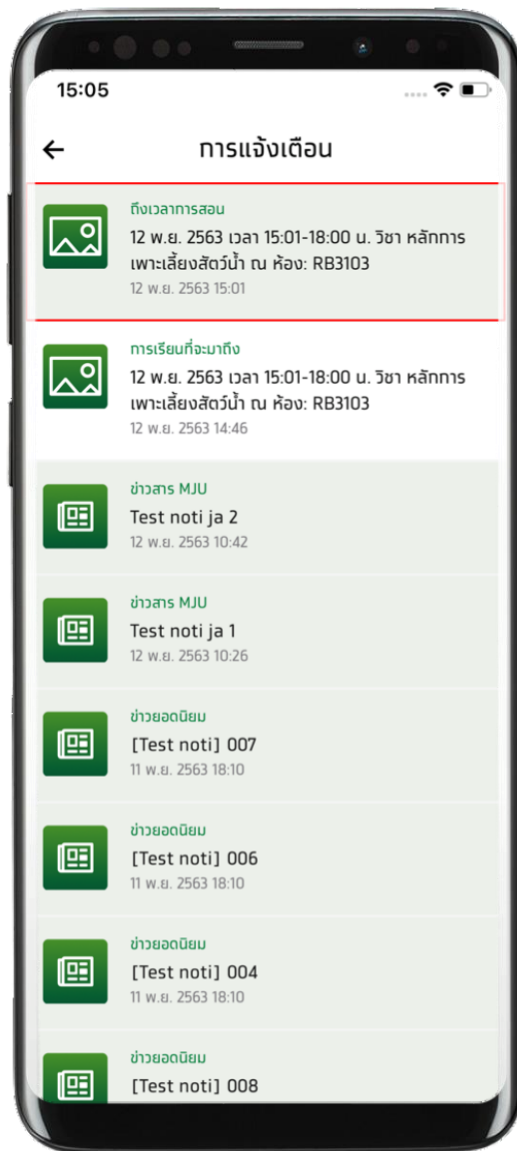 15:05
การแจ้งเตือน
ถึงเวลาการสอน
12 พ.ย. 2563 เวลา 15:01-18:00 น. วิชา หลักการ
เพาะเลี้ยงสัตว์น้ำ ณ ห้อง: RB3103
12 พ.ย. 2563 15:01
การเรียนที่จะมาถึง
12 พ.ย. 2563 เวลา 15:01-18:00 น. วิชา หลักการ
เพาะเลี้ยงสัตว์น้ำ ณ ห้อง: RB3103
12 พ.ย. 2563 14:46
ข่าวสาร MJU
Test noti ja 2
12 พ.ย. 2563 10:42
ข่าวสาร MJU
Test noti ja 1
12 พ.ย. 2563 10:26
ข่าวยอดนิยม
[Test noti] 007
11 พ.ย. 2563 18:10
ข่าวยอดนิยม
[Test noti] 006
11 พ.ย. 2563 18:10
ข่าวยอดนิยม
[Test noti] 004
11 พ.ย. 2563 18:10
ข่าวยอดนิยม
[Test noti] 008